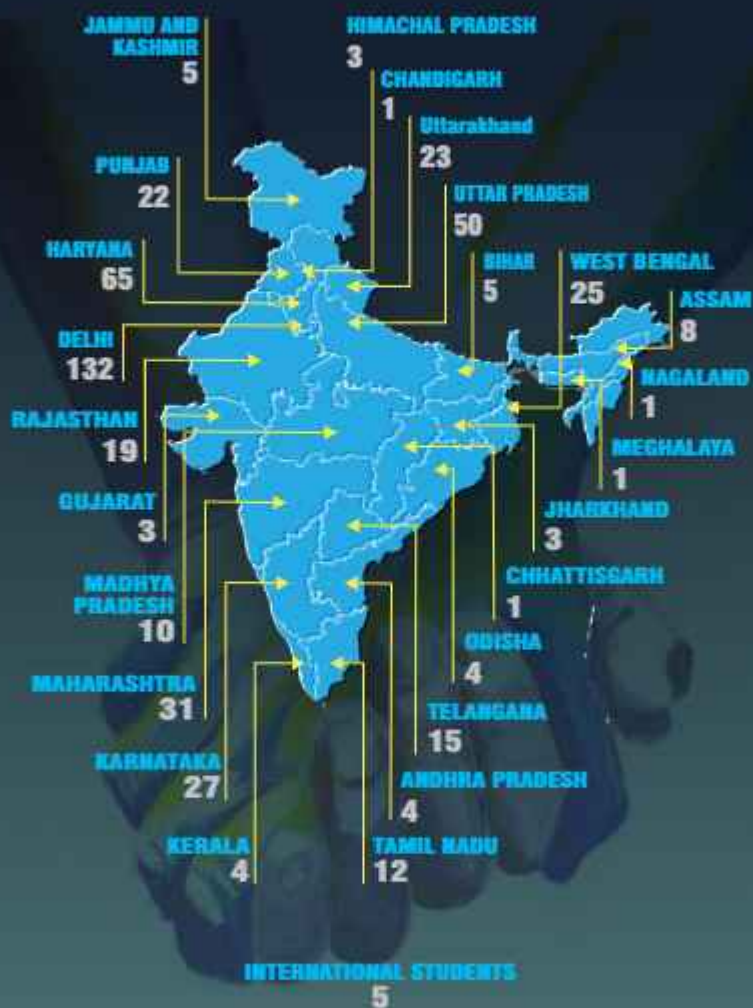 JAMMU AND
KASHMIR
5
HIMACHAL PRADESH
3
CHANDIGARH
1
Uttarakhand
23
PUNJAB
22
UTTAR PRADESH
50
HARYANA
65
BIHAR
5
WEST BENGAL
25
ASSAM
8
DELHI
132
NAGALAND
1
RAJASTHAN
19
MEGHALAYA
1
GUJARAT
3
JHARKHAND
3
MADHYA
PRADESH
10
CHHATTISGARH
1
ODISHA
4
MAHARASHTRA
31
TELANGANA
15
KARNATAKA
27
ANDHRA PRADESH
4
KERALA
4
TAMIL NADU
12
INTERNATIONAL STUDENTS
5